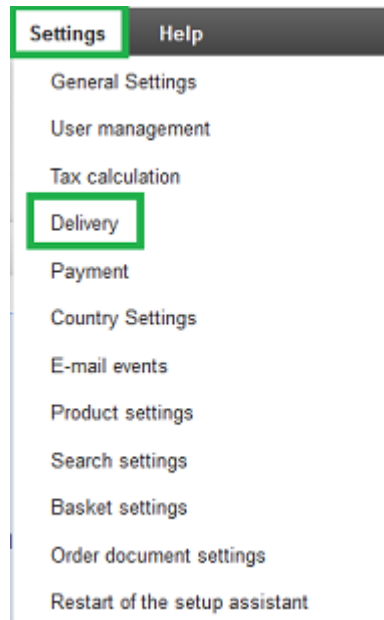 Settings Help
General Settings
User management
Tax calculation
Delivery
Payment
Country Settings
E-mail events
Product settings
Search settings
Basket settings
Order document settings
Restart of the setup assistant